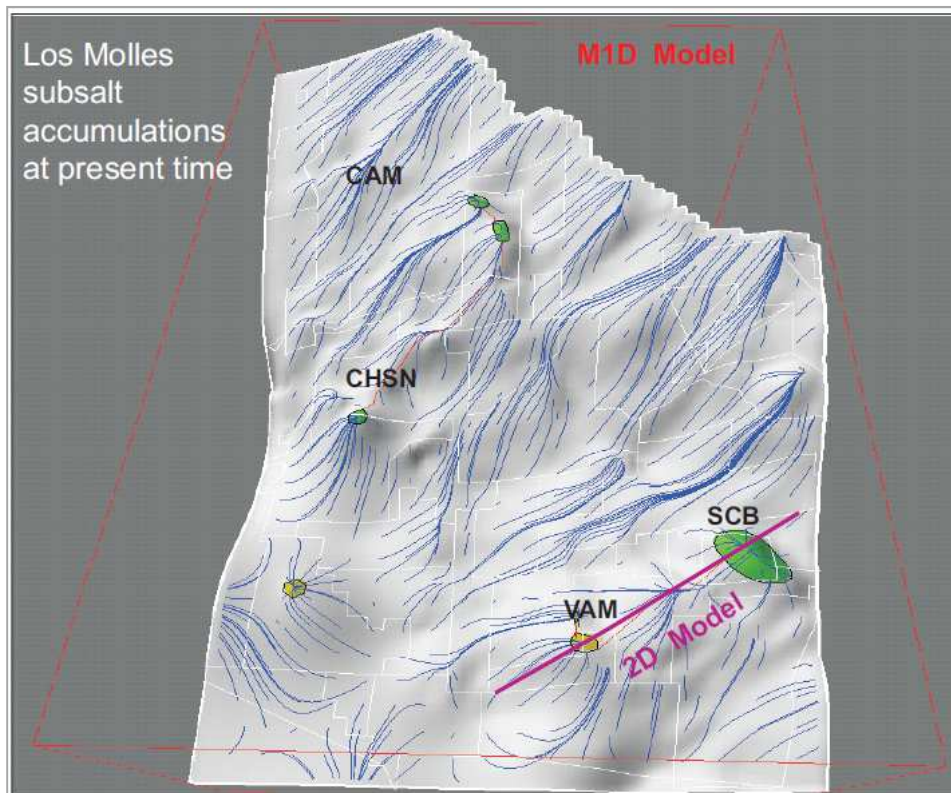 Los Molles
subsalt
accumulations
at present time
M1D Model
CAM
CHSN
SCB
VAM
2D Model